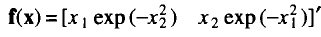 f(x) = [x₁ exp (−x₂²)   x₂ exp (−x₁²)]′